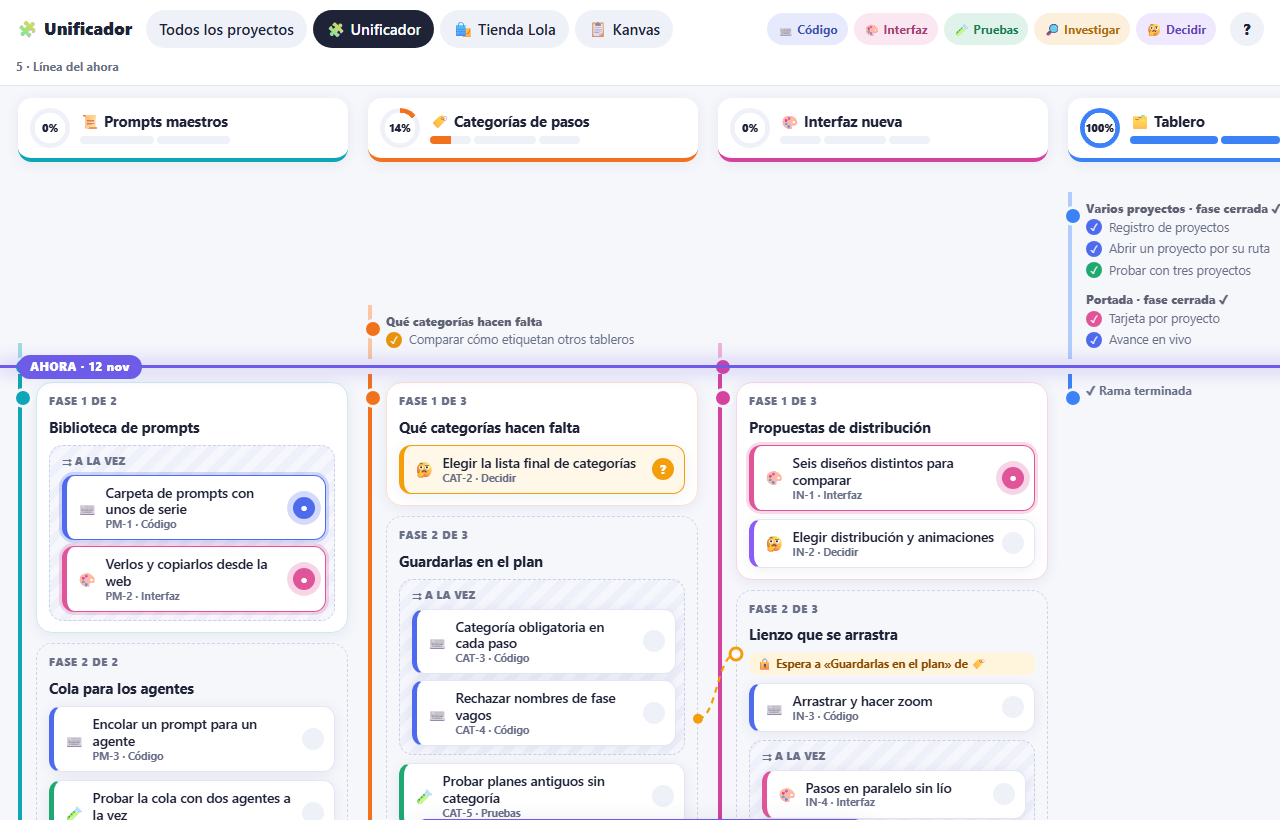 Unificador
Todos los proyectos
Unificador
Tienda Lola
Kanvas
Código
Interfaz
Pruebas
Investigar
Decidir
?
5 · Línea del ahora
0%
Prompts maestros
14%
Categorías de pasos
0%
Interfaz nueva
100%
Tablero
Varios proyectos · fase cerrada ✓
Registro de proyectos
Abrir un proyecto por su ruta
Probar con tres proyectos
Portada · fase cerrada ✓
Tarjeta por proyecto
Avance en vivo
Qué categorías hacen falta
Comparar cómo etiquetan otros tableros
AHORA · 12 nov
✓ Rama terminada
FASE 1 DE 2
Biblioteca de prompts
⇉ A LA VEZ
Carpeta de prompts con
unos de serie
PM-1 · Código
Verlos y copiarlos desde la
web
PM-2 · Interfaz
FASE 2 DE 2
Cola para los agentes
Encolar un prompt para un
agente
PM-3 · Código
Probar la cola con dos agentes a
la vez
FASE 1 DE 3
Qué categorías hacen falta
Elegir la lista final de categorías
CAT-2 · Decidir
?
FASE 2 DE 3
Guardarlas en el plan
⇉ A LA VEZ
Categoría obligatoria en
cada paso
CAT-3 · Código
Rechazar nombres de fase
vagos
CAT-4 · Código
Probar planes antiguos sin
categoría
CAT-5 · Pruebas
FASE 1 DE 3
Propuestas de distribución
Seis diseños distintos para
comparar
IN-1 · Interfaz
Elegir distribución y animaciones
IN-2 · Decidir
FASE 2 DE 3
Lienzo que se arrastra
Espera a «Guardarlas en el plan» de
Arrastrar y hacer zoom
IN-3 · Código
⇉ A LA VEZ
Pasos en paralelo sin lío
IN-4 · Interfaz